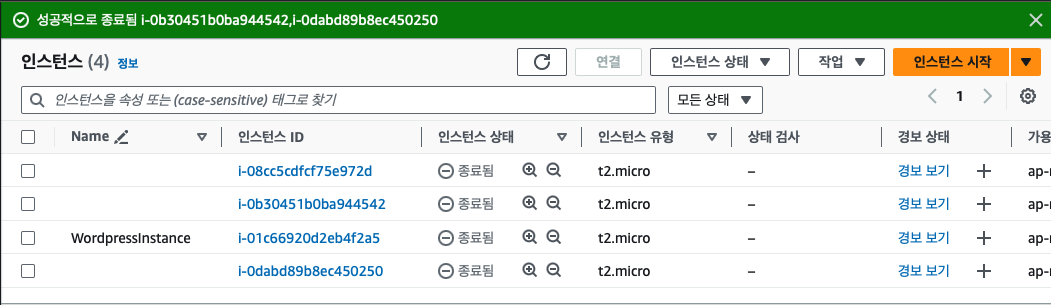 성공적으로 종료됨 i-0b30451b0ba944542,i-0dabd89b8ec450250
인스턴스 (4) 정보 연결 인스턴스 상태 작업 인스턴스 시작
인스턴스을 속성 또는 (case-sensitive) 태그로 찾기 모든 상태 1
Name 인스턴스 ID 인스턴스 상태 인스턴스 유형 상태 검사 경보 상태 가용
i-08cc5cdfcf75e972d 종료됨 t2.micro – 경보 보기 ap-
i-0b30451b0ba944542 종료됨 t2.micro – 경보 보기 ap-
WordpressInstance i-01c66920d2eb4f2a5 종료됨 t2.micro – 경보 보기 ap-
i-0dabd89b8ec450250 종료됨 t2.micro – 경보 보기 ap-